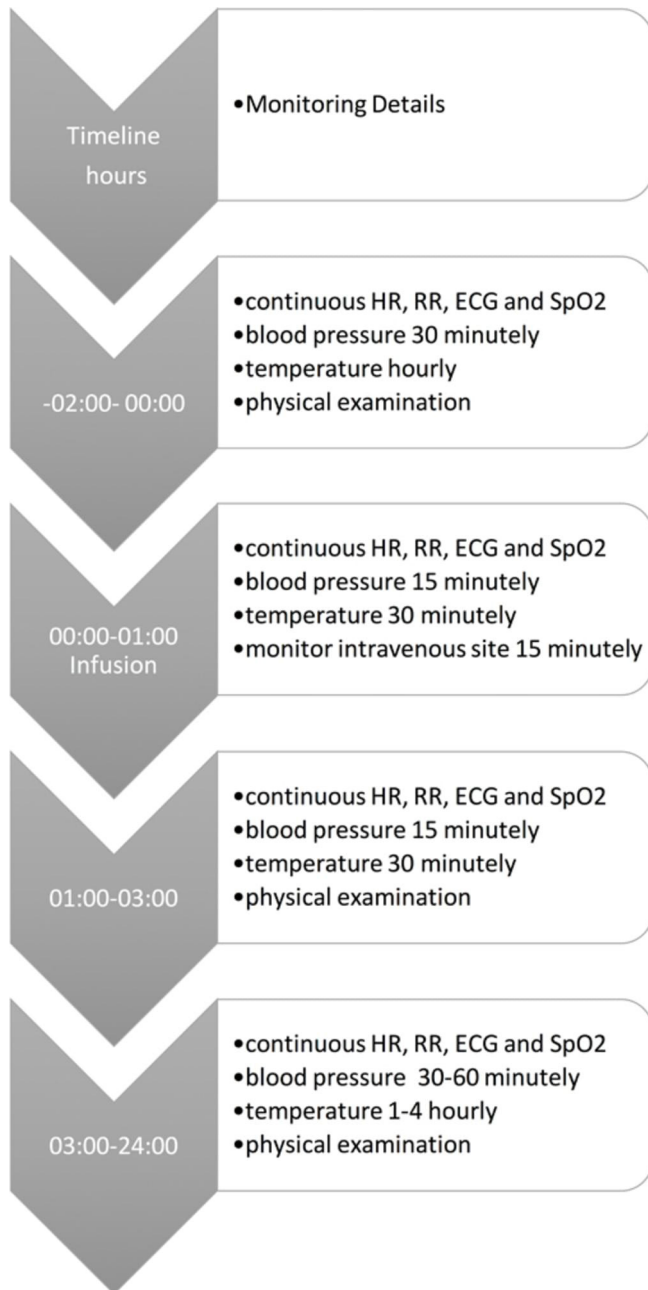 Timeline
hours
•Monitoring Details
-02:00- 00:00
•continuous HR, RR, ECG and SpO2
•blood pressure 30 minutely
•temperature hourly
•physical examination
00:00-01:00
Infusion
•continuous HR, RR, ECG and SpO2
•blood pressure 15 minutely
•temperature 30 minutely
•monitor intravenous site 15 minutely
01:00-03:00
•continuous HR, RR, ECG and SpO2
•blood pressure 15 minutely
•temperature 30 minutely
•physical examination
03:00-24:00
•continuous HR, RR, ECG and SpO2
•blood pressure  30-60 minutely
•temperature 1-4 hourly
•physical examination